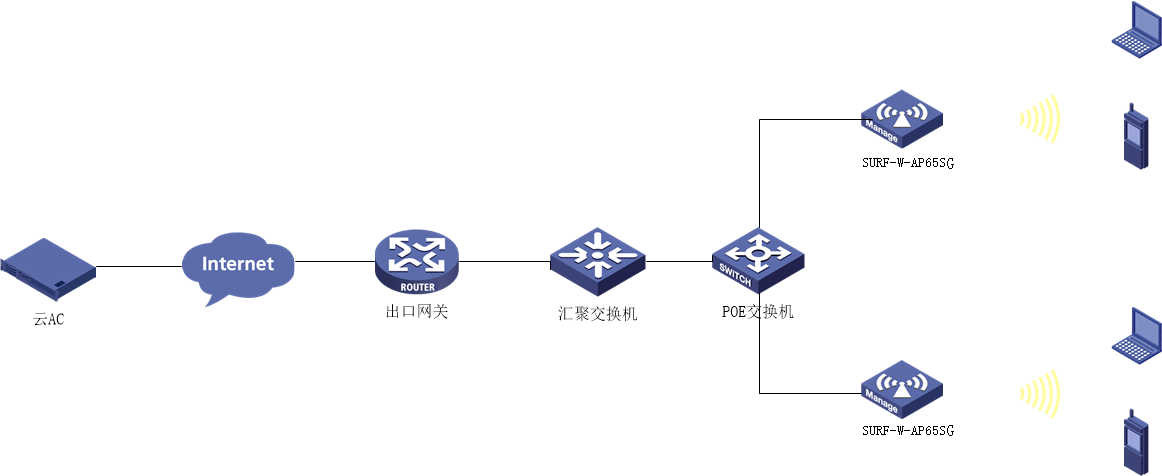 Manage
SURF-W-AP65SG
云AC
Internet
ROUTER
出口网关
汇聚交换机
SWITCH
POE交换机
Manage
SURF-W-AP65SG